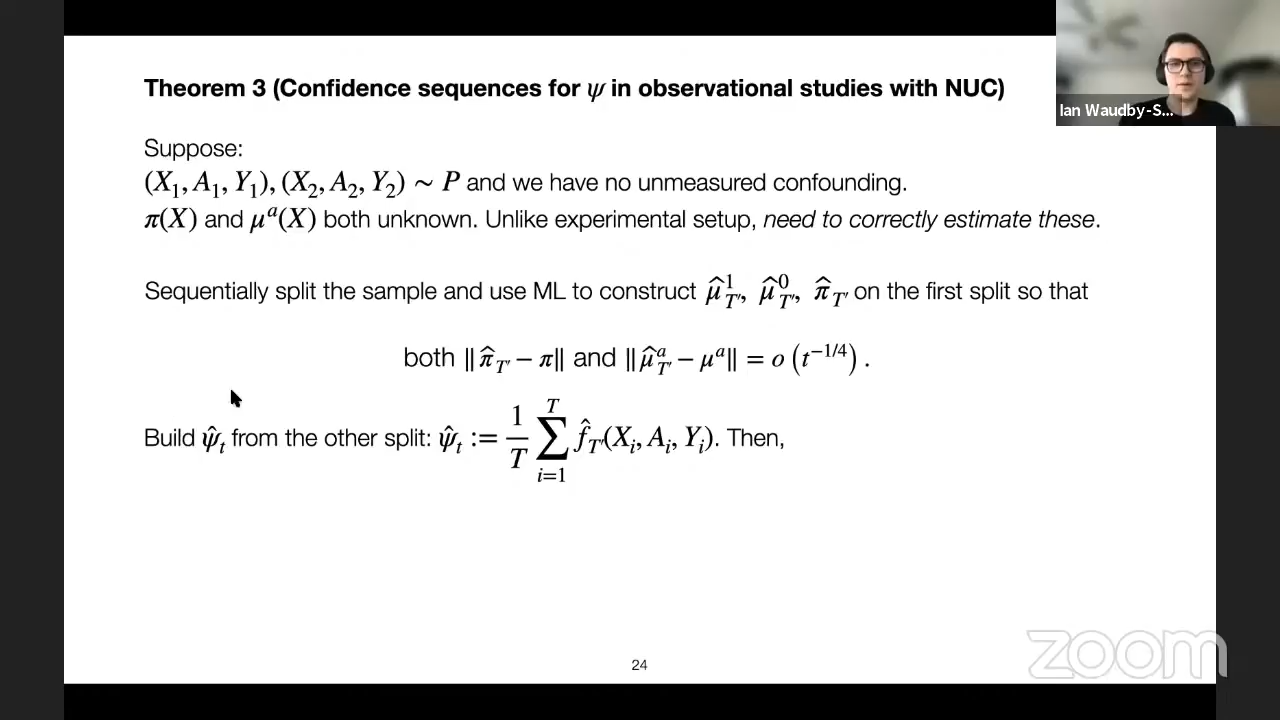 Theorem 3 (Confidence sequences for ψ in observational studies with NUC)
Ian Waudby-S...
Suppose:
(X₁, A₁, Y₁), (X₂, A₂, Y₂) ∼ P and we have no unmeasured confounding.
π(X) and μᵃ(X) both unknown. Unlike experimental setup, need to correctly estimate these.
Sequentially split the sample and use ML to construct μ̂¹_T′, μ̂⁰_T′, π̂_T′ on the first split so that
both ‖π̂_T′ − π‖ and ‖μ̂ᵃ_T′ − μᵃ‖ = o (t^−1/4) .
Build ψ̂_t from the other split: ψ̂_t := 1/T ∑_{i=1}^T f̂_T′(X_i, A_i, Y_i). Then,
24
zoom